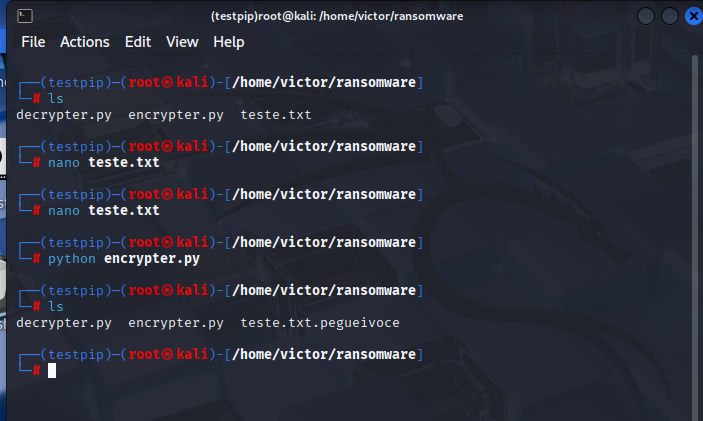 (testpip)root@kali: /home/victor/ransomware
File Actions Edit View Help
┌──(testpip)─(root㉿kali)-[/home/victor/ransomware]
└─# ls
decrypter.py encrypter.py teste.txt
┌──(testpip)─(root㉿kali)-[/home/victor/ransomware]
└─# nano teste.txt
┌──(testpip)─(root㉿kali)-[/home/victor/ransomware]
└─# nano teste.txt
┌──(testpip)─(root㉿kali)-[/home/victor/ransomware]
└─# python encrypter.py
┌──(testpip)─(root㉿kali)-[/home/victor/ransomware]
└─# ls
decrypter.py encrypter.py teste.txt.pegueivoce
┌──(testpip)─(root㉿kali)-[/home/victor/ransomware]
└─#